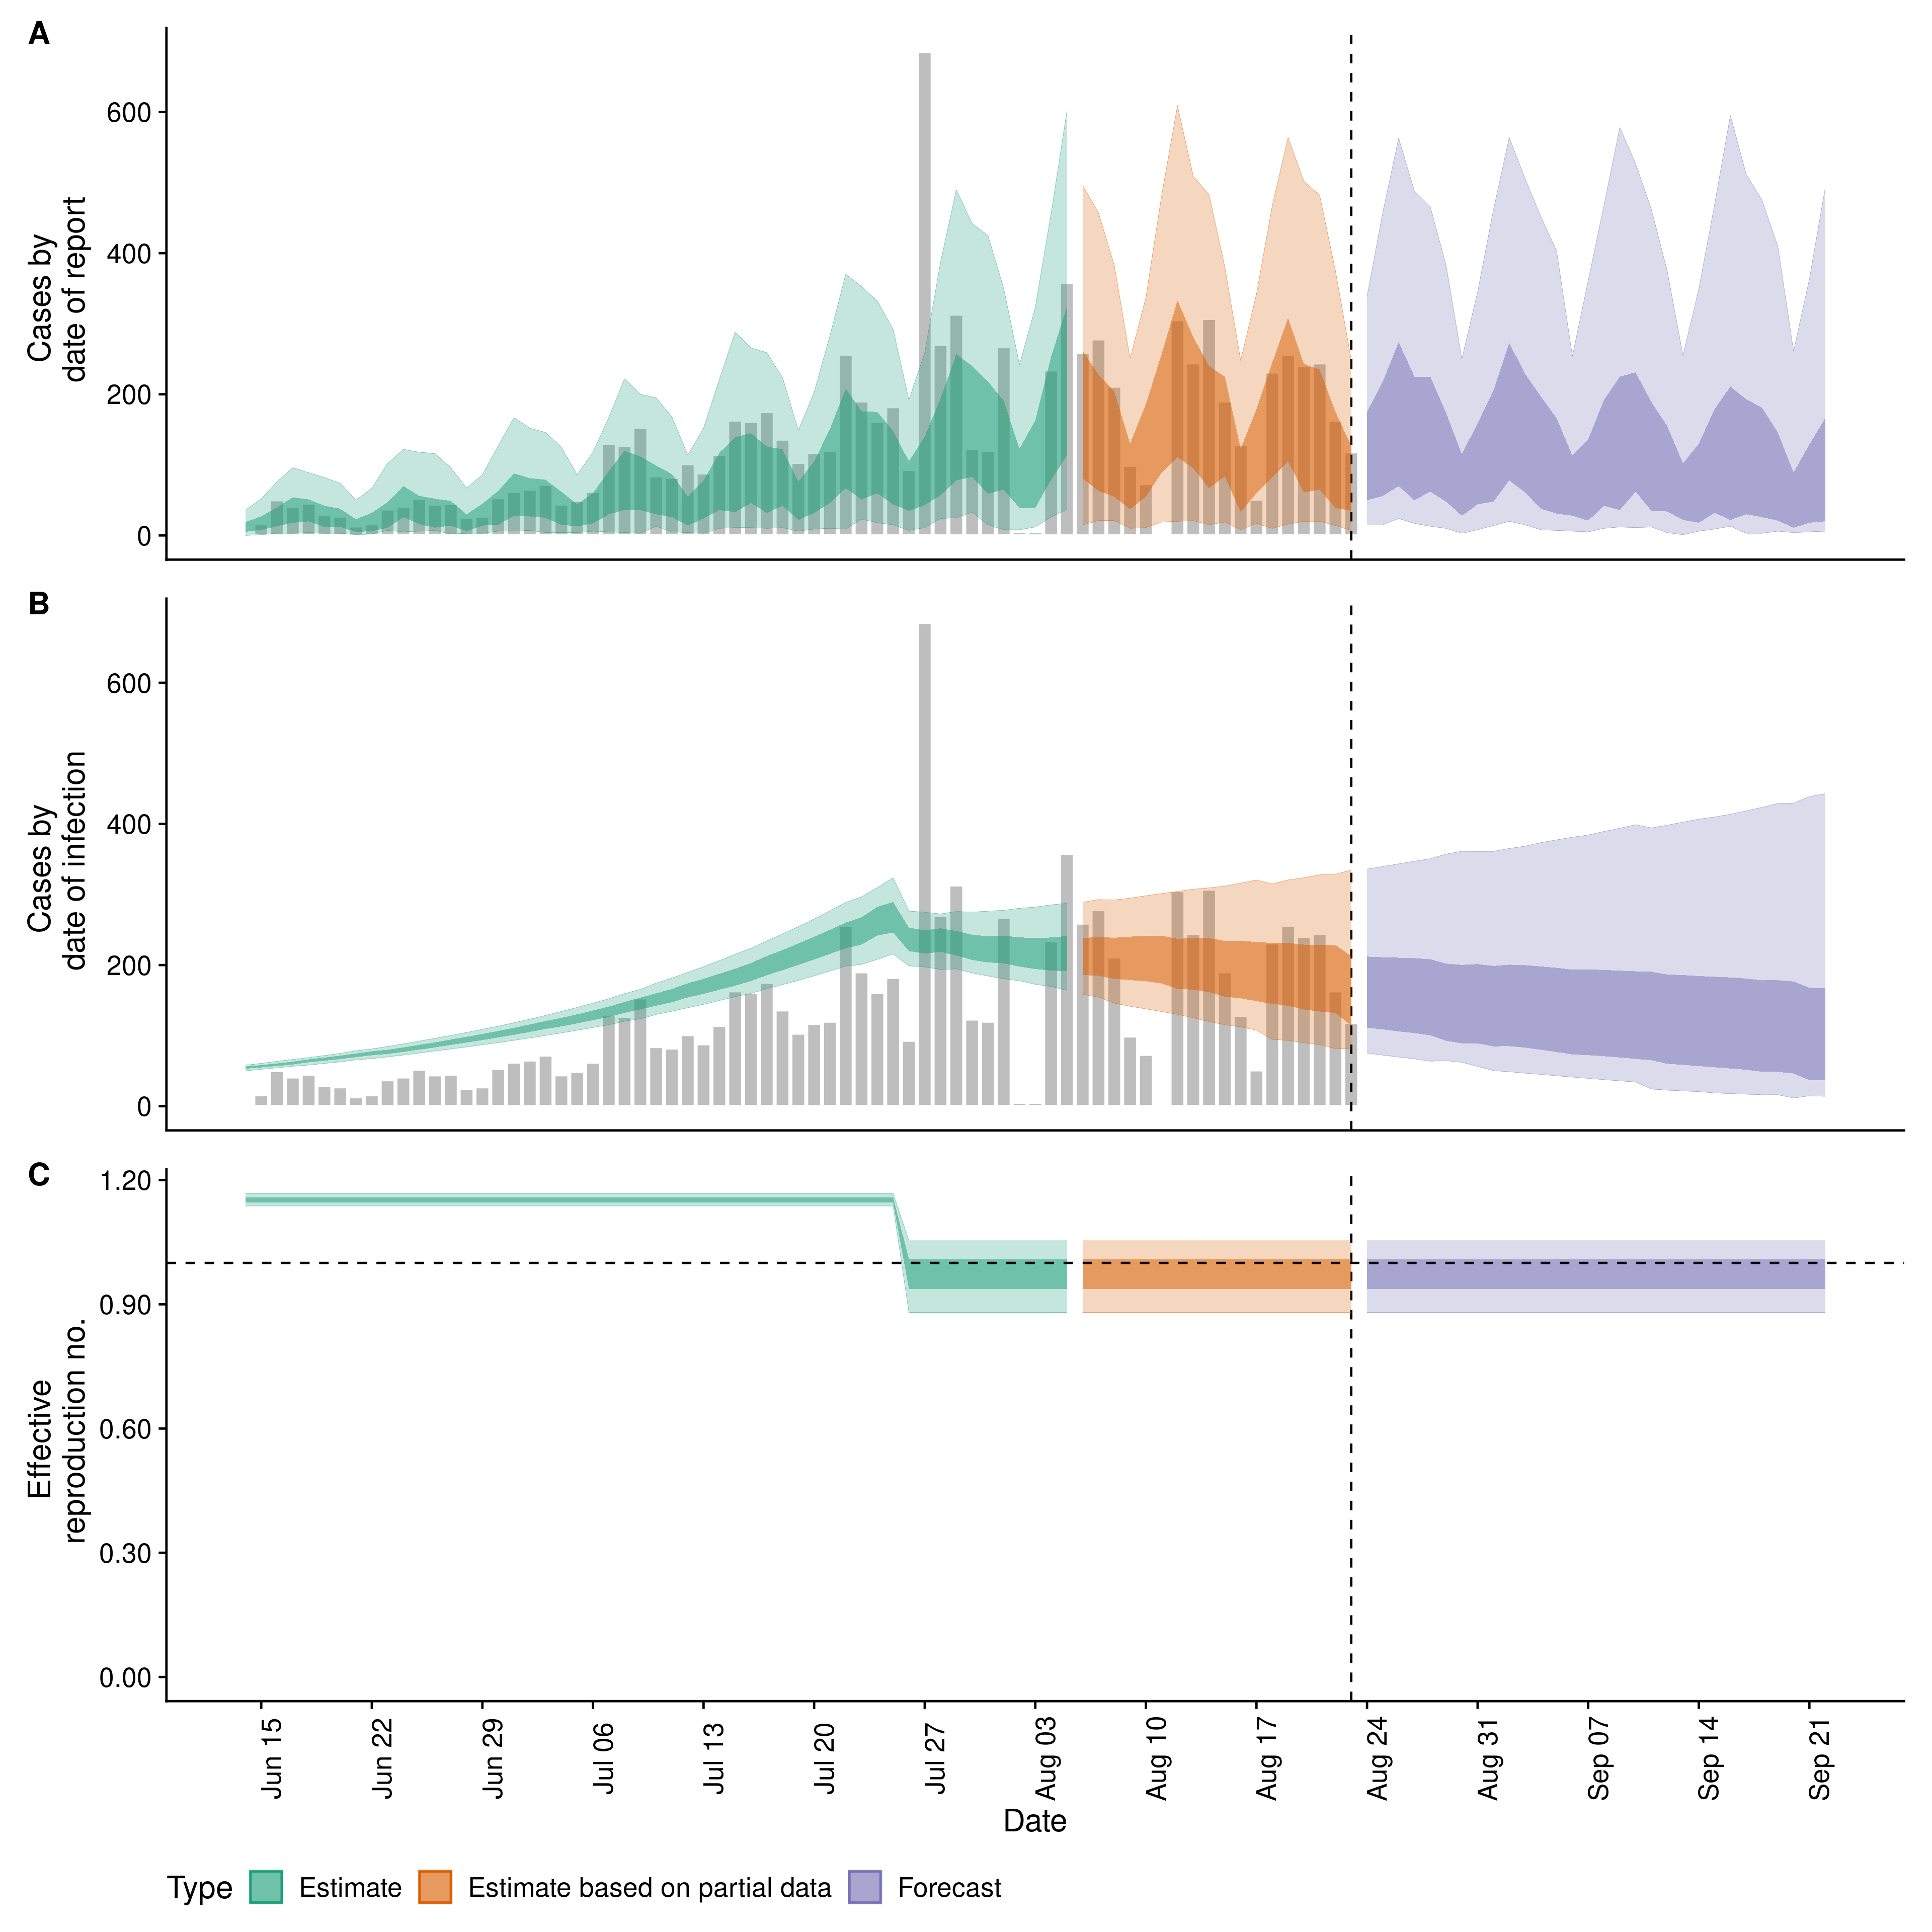 A
Cases by
date of report
600
400
200
0
B
Cases by
date of infection
600
400
200
0
C
Effective
reproduction no.
1.20
0.90
0.60
0.30
0.00
Jun 15
Jun 22
Jun 29
Jul 06
Jul 13
Jul 20
Jul 27
Aug 03
Aug 10
Aug 17
Aug 24
Aug 31
Sep 07
Sep 14
Sep 21
Date
Type Estimate Estimate based on partial data Forecast